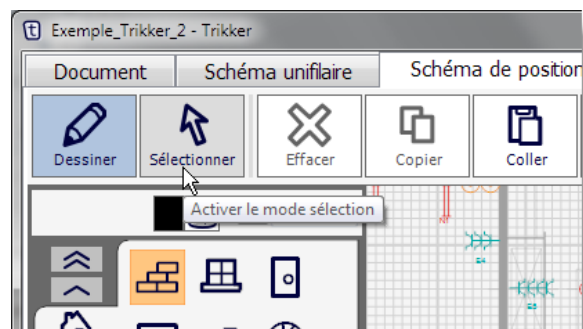 Exemple_Trikker_2 - Trikker
Document Schéma unifilaire Schéma de position
Dessiner Sélectionner Effacer Copier Coller
Activer le mode sélection